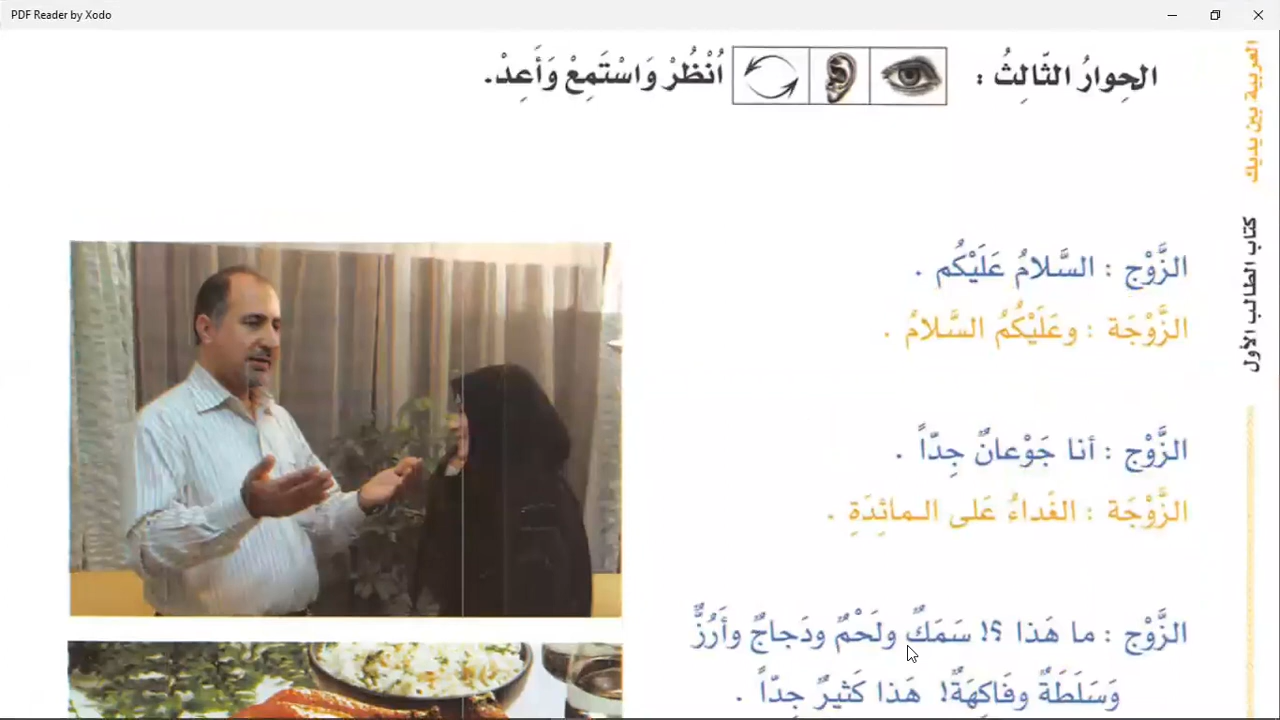 PDF Reader by Xodo
الحِوارُ الثّالِثُ :
اُنْظُرْ وَاسْتَمِعْ وَأَعِدْ.
العربية بين يديك
كتاب الطالب الأول
الزَّوْج : السَّلامُ عَلَيْكُم .
الزَّوْجَة : وعَلَيْكُمُ السَّلامُ .
الزَّوْج : أنا جَوْعانٌ جِدّاً .
الزَّوْجَة : الغَداءُ عَلى المائِدَةِ .
الزَّوْج : ما هَذا ؟! سَمَكٌ ولَحْمٌ ودَجاجٌ وأَرُزٌّ
وَسَلَطَةٌ وفَاكِهَةٌ! هَذا كَثيرٌ جِدّاً .